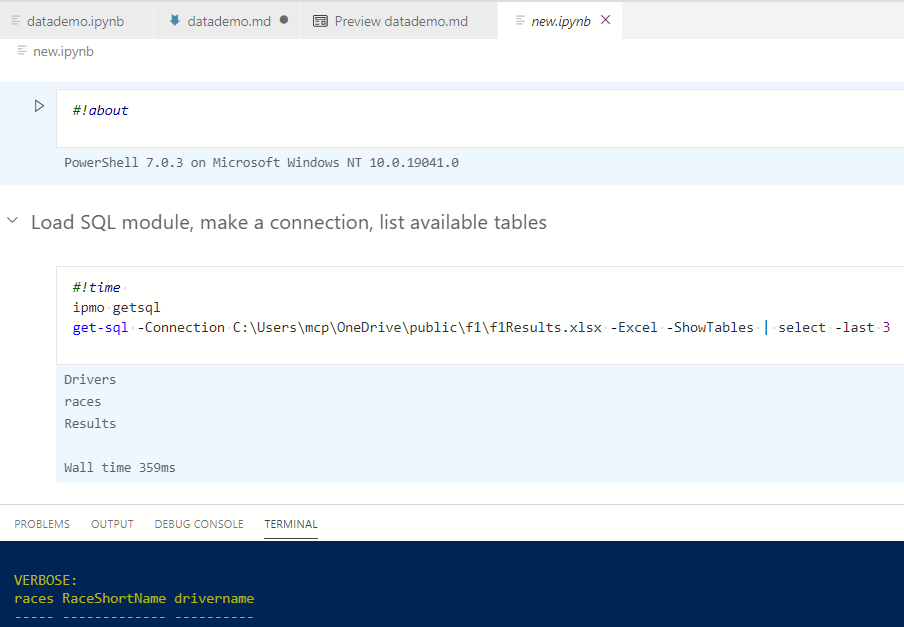 datademo.ipynb datademo.md Preview datademo.md new.ipynb
new.ipynb
#!about
PowerShell 7.0.3 on Microsoft Windows NT 10.0.19041.0
Load SQL module, make a connection, list available tables
#!time
ipmo getsql
get-sql -Connection C:\Users\mcp\OneDrive\public\f1\f1Results.xlsx -Excel -ShowTables | select -last 3
Drivers
races
Results
Wall time 359ms
PROBLEMS OUTPUT DEBUG CONSOLE TERMINAL
VERBOSE:
races RaceShortName drivername
----- ------------- ----------